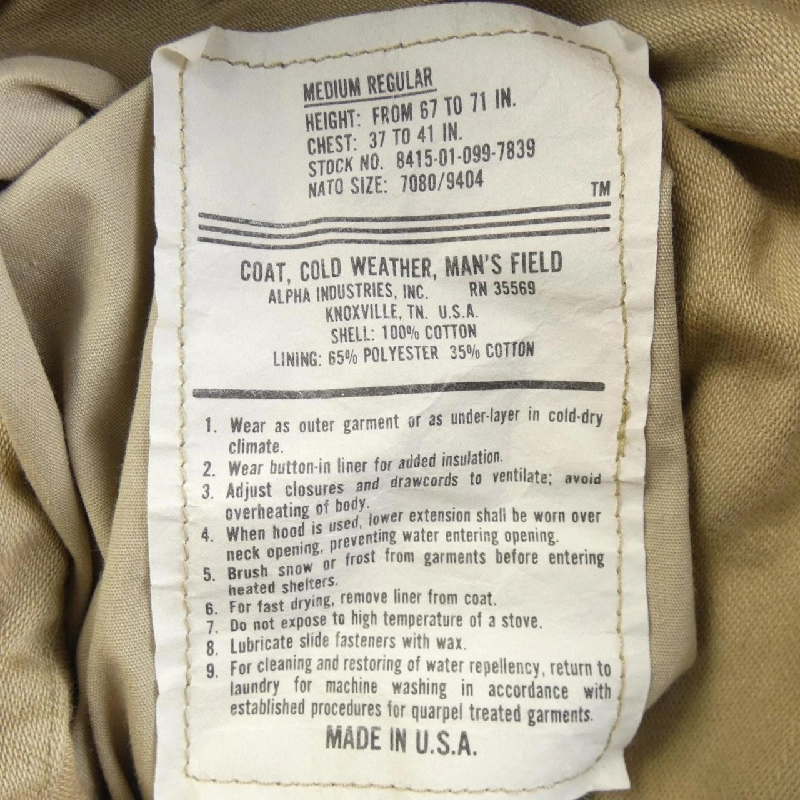 MEDIUM REGULAR
HEIGHT: FROM 67 TO 71 IN.
CHEST: 37 TO 41 IN.
STOCK NO. 8415-01-099-7839
NATO SIZE: 7080/9404
TM
COAT, COLD WEATHER, MAN'S FIELD
ALPHA INDUSTRIES, INC. RN 35569
KNOXVILLE, TN. U.S.A.
SHELL: 100% COTTON
LINING: 65% POLYESTER 35% COTTON
1. Wear as outer garment or as under-layer in cold-dry
climate.
2. Wear button-in liner for added insulation.
3. Adjust closures and drawcords to ventilate; avoid
overheating of body.
4. When hood is used, lower extension shall be worn over
neck opening, preventing water entering opening.
5. Brush snow or frost from garments before entering
heated shelters.
6. For fast drying, remove liner from coat.
7. Do not expose to high temperature of a stove.
8. Lubricate slide fasteners with wax.
9. For cleaning and restoring of water repellency, return to
laundry for machine washing in accordance with
established procedures for quarpel treated garments.
MADE IN U.S.A.